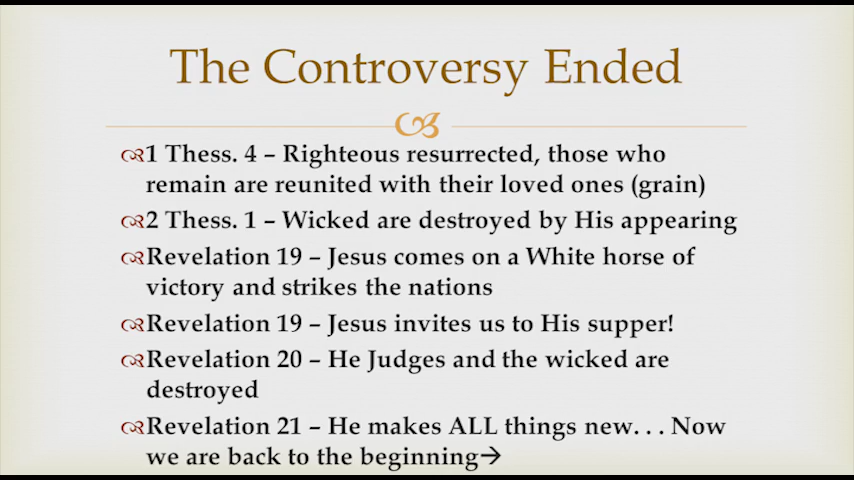 The Controversy Ended
1 Thess. 4 – Righteous resurrected, those who
remain are reunited with their loved ones (grain)
2 Thess. 1 – Wicked are destroyed by His appearing
Revelation 19 – Jesus comes on a White horse of
victory and strikes the nations
Revelation 19 – Jesus invites us to His supper!
Revelation 20 – He Judges and the wicked are
destroyed
Revelation 21 – He makes ALL things new. . . Now
we are back to the beginning→